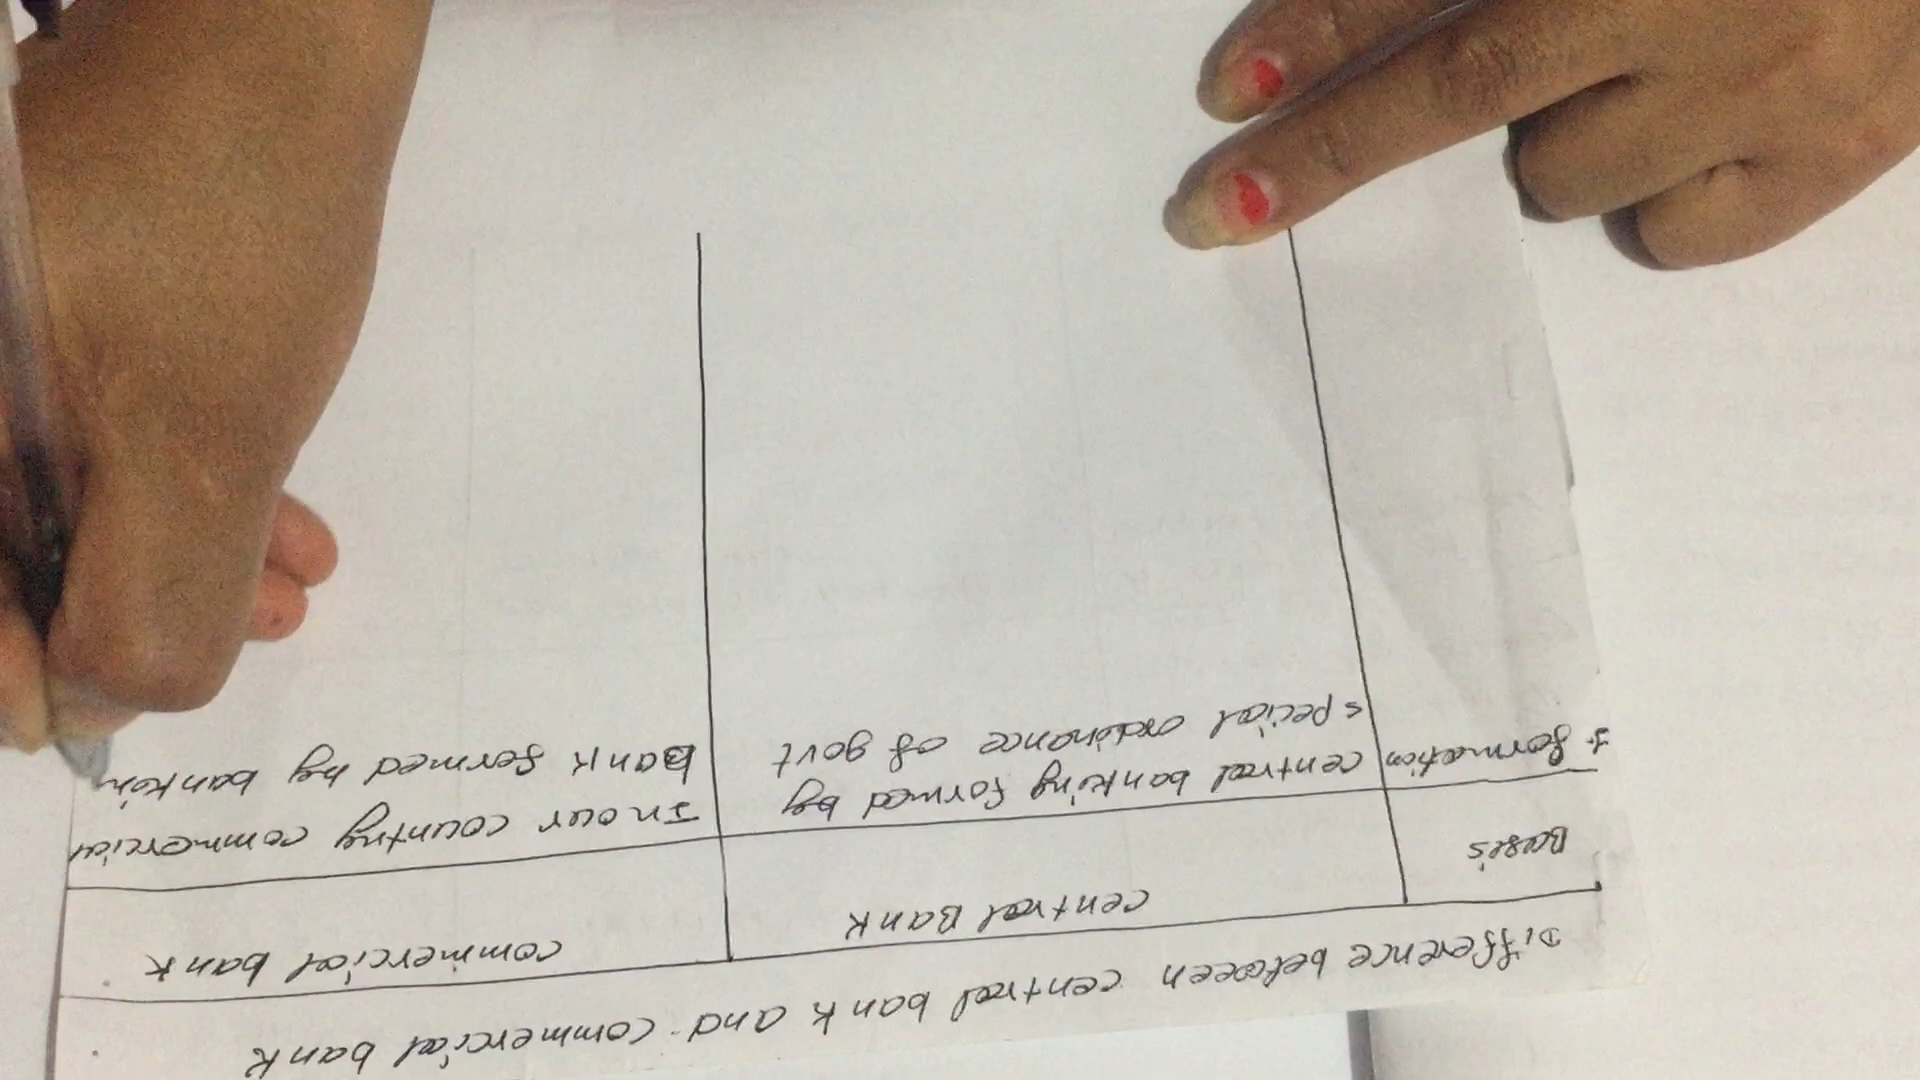 Difference between central bank and commercial bank
Bases
central Bank
commercial bank
1. formation
central banking formed by
special ordinance of govt
In our country commercial
bank formed by bankin